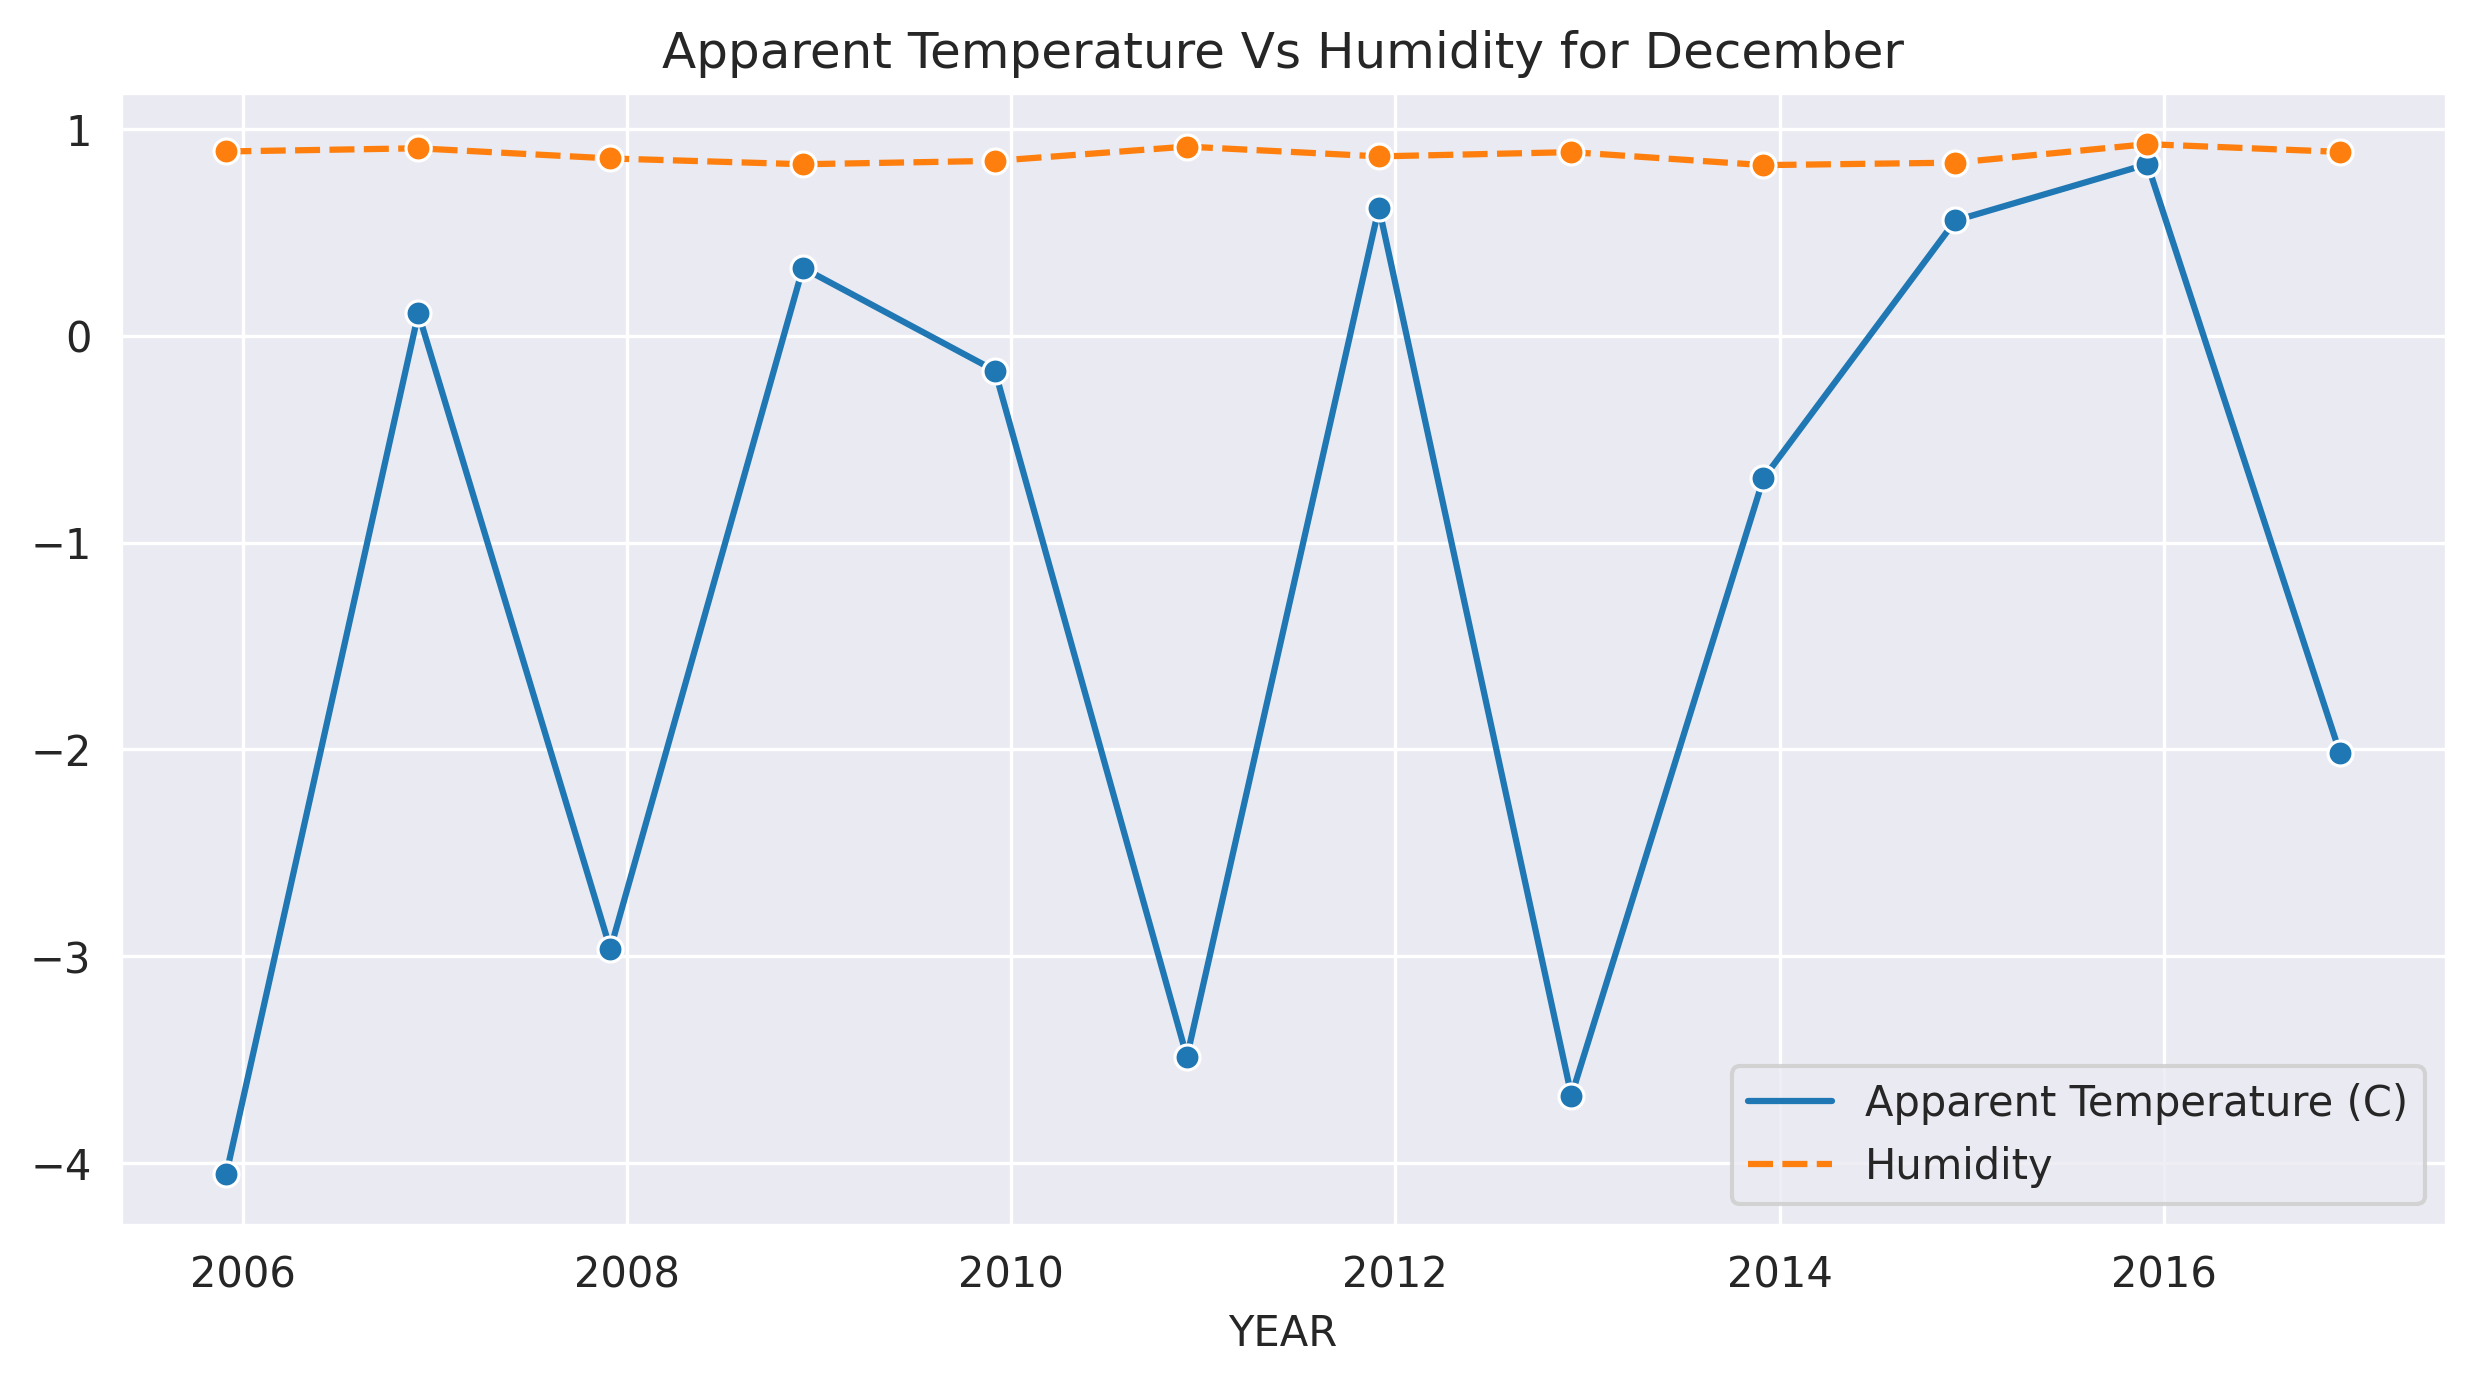 Apparent Temperature Vs Humidity for December
1
0
−1
−2
−3
−4
Apparent Temperature (C)
Humidity
2006 2008 2010 2012 2014 2016
YEAR